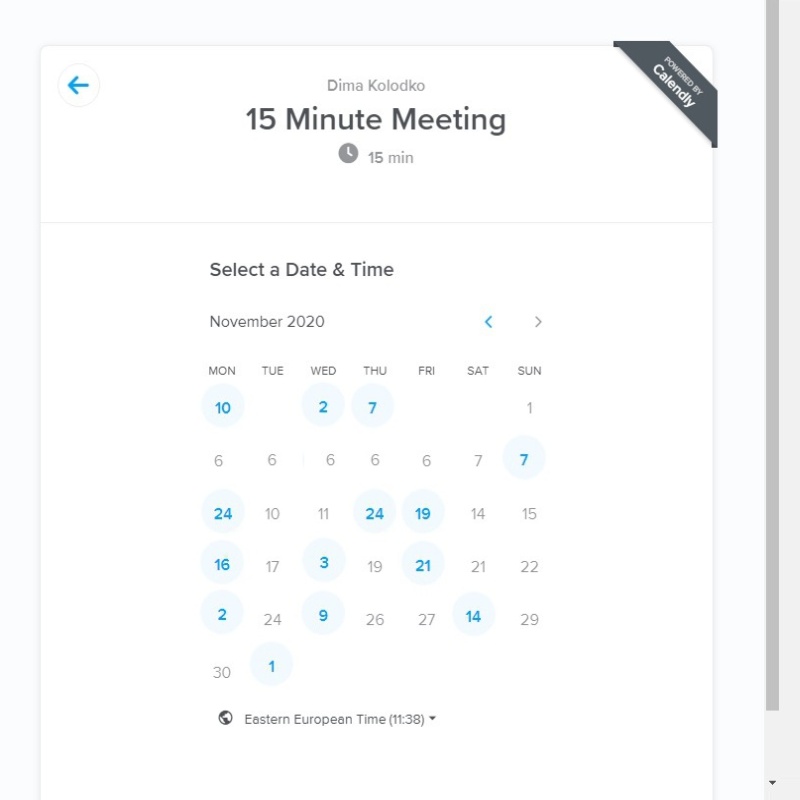 POWERED BY
Calendly
Dima Kolodko
15 Minute Meeting
15 min
Select a Date & Time
November 2020
MON TUE WED THU FRI SAT SUN
10 2 7 1
6 6 6 6 6 7 7
24 10 11 24 19 14 15
16 17 3 19 21 21 22
2 24 9 26 27 14 29
30 1
Eastern European Time (11:38)